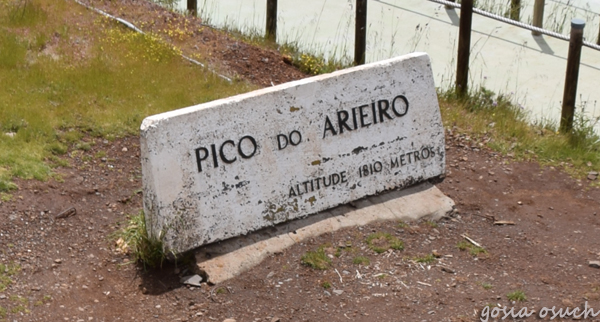 PICO DO ARIEIRO
ALTITUDE 1810 METROS
gosia osuch